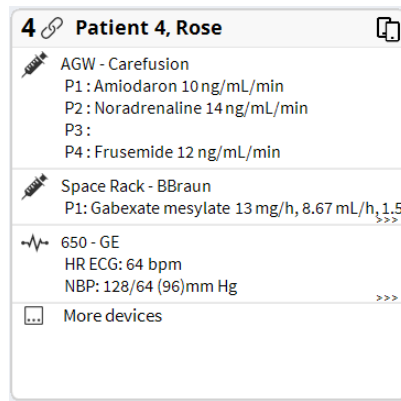 4 Patient 4, Rose
AGW - Carefusion
P1 : Amiodaron 10 ng/mL/min
P2 : Noradrenaline 14 ng/mL/min
P3 :
P4 : Frusemide 12 ng/mL/min
Space Rack - BBraun
P1: Gabexate mesylate 13 mg/h, 8.67 mL/h, 1.5
>>>
650 - GE
HR ECG: 64 bpm
NBP: 128/64 (96)mm Hg
>>>
More devices